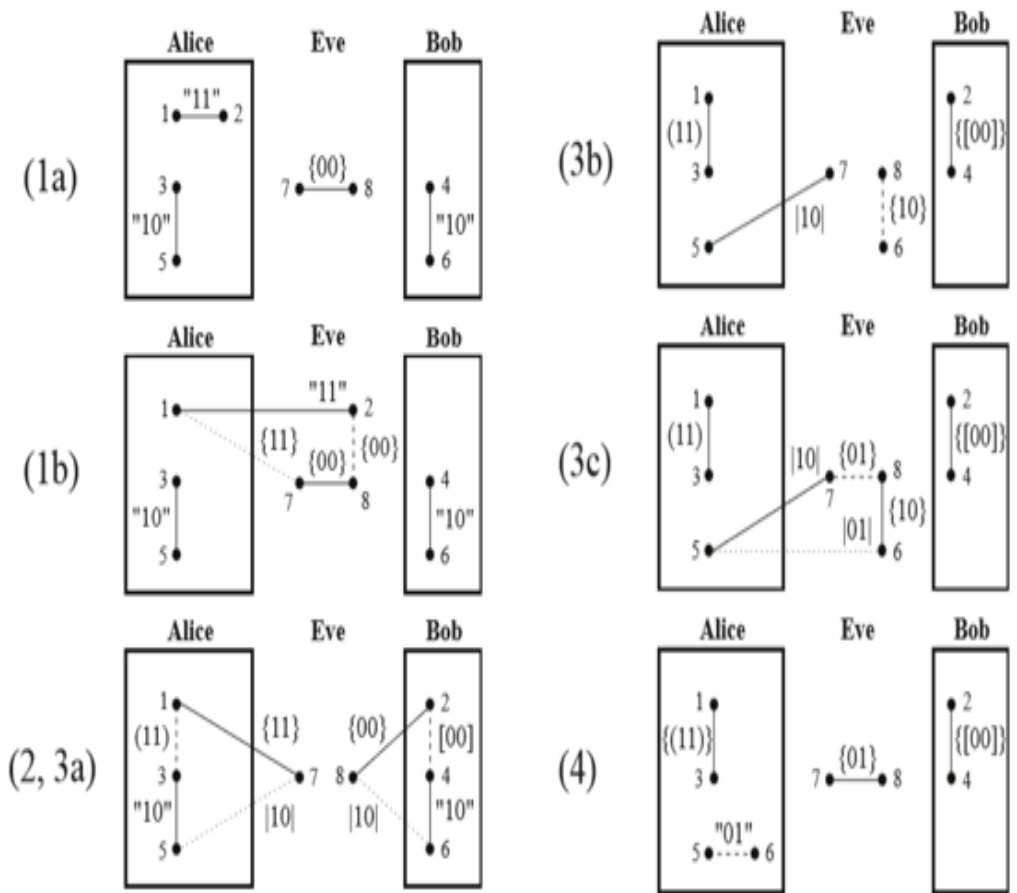 Alice Eve Bob
1 "11" 2
(1a)
{00}
3 7 8 4
"10" "10"
5 6
Alice Eve Bob
"11"
1 2
{11} {00} {00}
(1b)
3 7 8 4
"10" "10"
5 6
Alice Eve Bob
1 2
(11) {11} {00} [00]
(2, 3a)
3 7 8 4
"10" |10| |10| "10"
5 6
Alice Eve Bob
1 2
(11) {[00]}
(3b)
3 7 8 4
|10| {10}
5 6
Alice Eve Bob
1 2
(11) |10| {01} {[00]}
(3c)
3 7 8 4
|01| {10}
5 6
Alice Eve Bob
1 2
{(11)} {[00]}
(4)
{01}
3 7 8 4
"01"
5 6